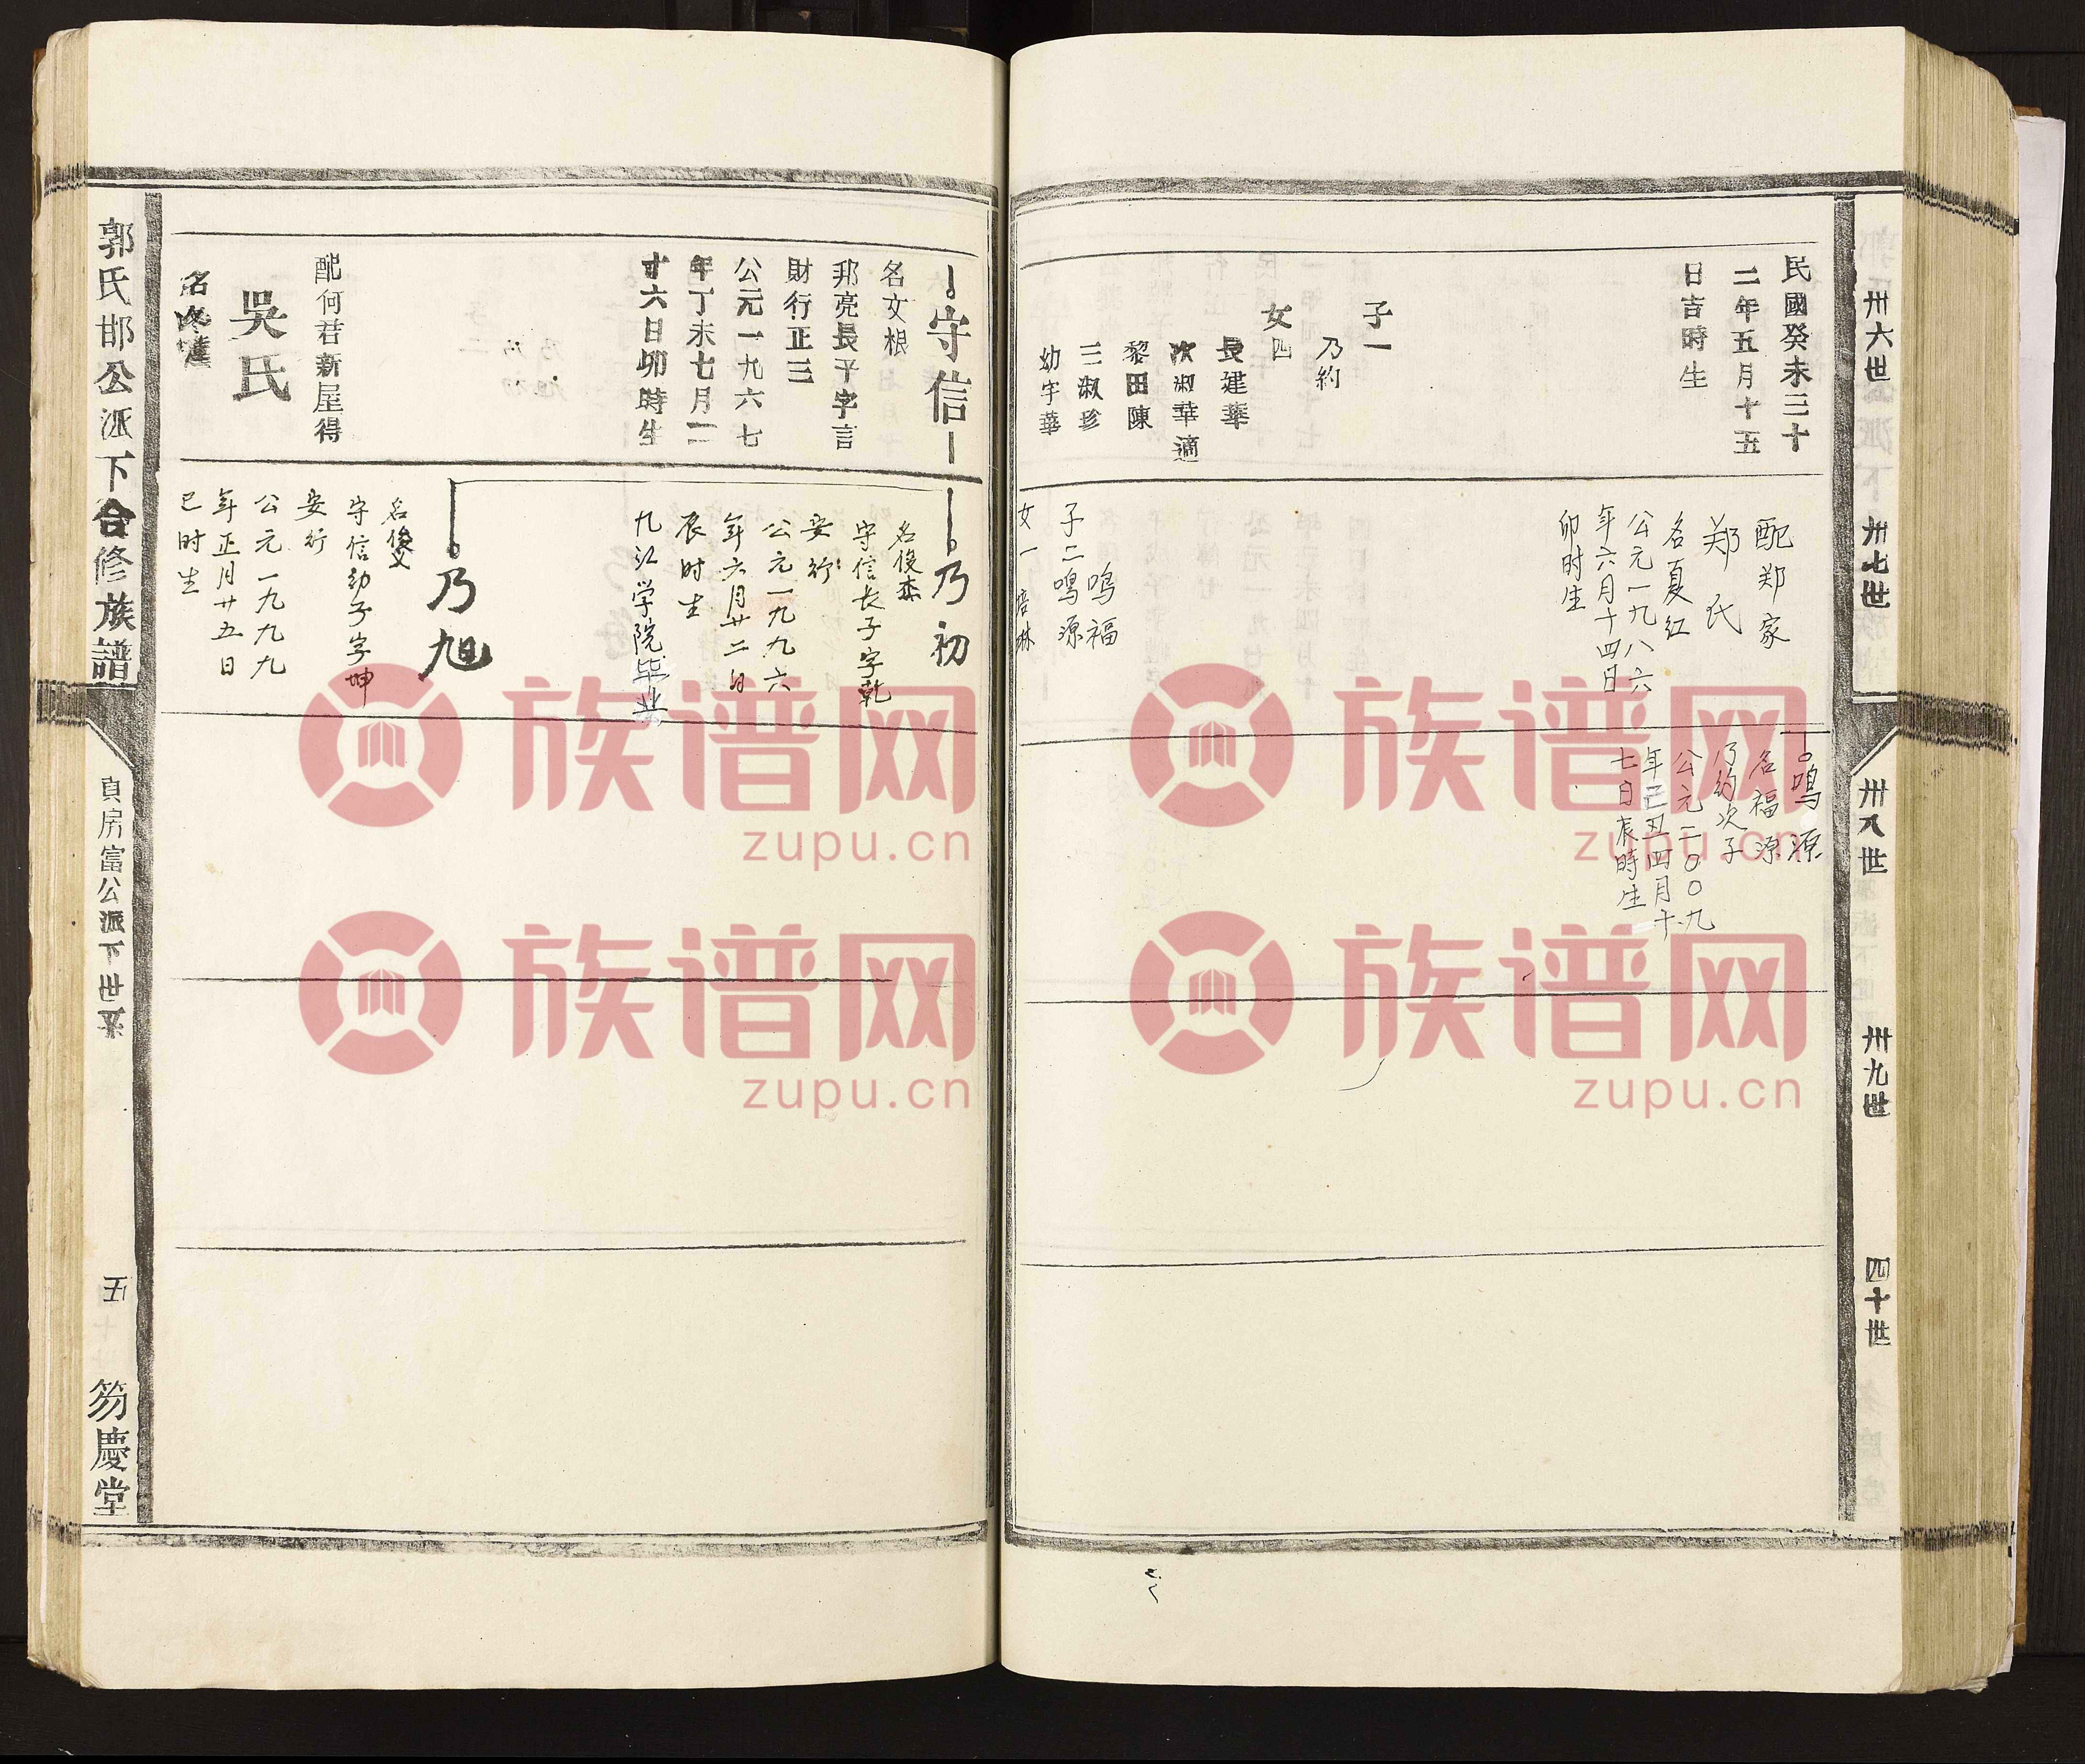 卅六世
卅七世
卅八世
卅九世
四十世
民國癸未三十
二年五月十五
日吉時生
子一
乃約
女四
長建華
次淑華適
黎田陳
三淑珍
幼宇華
配郑家
郑氏
名夏红
公元一九八六
年六月十四日
卯时生
鸣福
子二鸣源
女一
鳴源
名福源
乃約次子
公元二〇〇九
年己丑四月十
七日辰時生
守信
名文根
邦亮長平字言
財行正三
公元一九六七
年丁未七月二
十六日卯時生
配何君新屋得
吳氏
名冬蓮
乃初
名俊森
守信长子字乾
安行
公元一九九六
年六月廿二日
辰时生
九江学院毕业
乃旭
名俊文
守信幼子字坤
安行
公元一九九九
年正月廿五日
巳时生
郭氏邯公派下合修族譜
貞房富公派下世系
五
笏慶堂
族谱网
zupu.cn
族谱网
zupu.cn
族谱网
zupu.cn
族谱网
zupu.cn